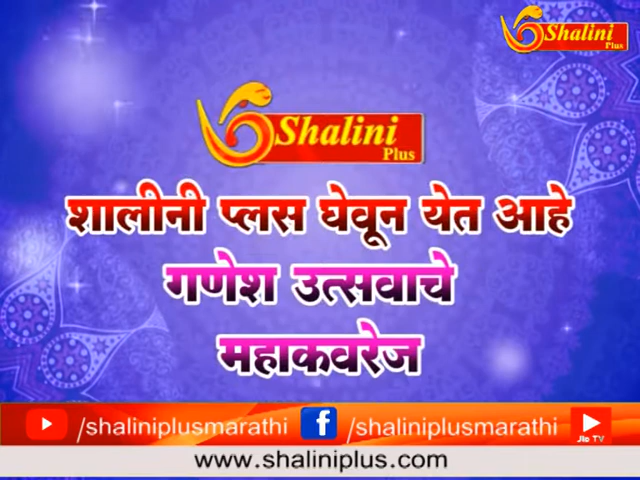 Shalini
Plus
Shalini
Plus
शालीनी प्लस घेवून येत आहे
गणेश उत्सवाचे
महाकवरेज
/shaliniplusmarathi
/shaliniplusmarathi
Jio TV
www.shaliniplus.com